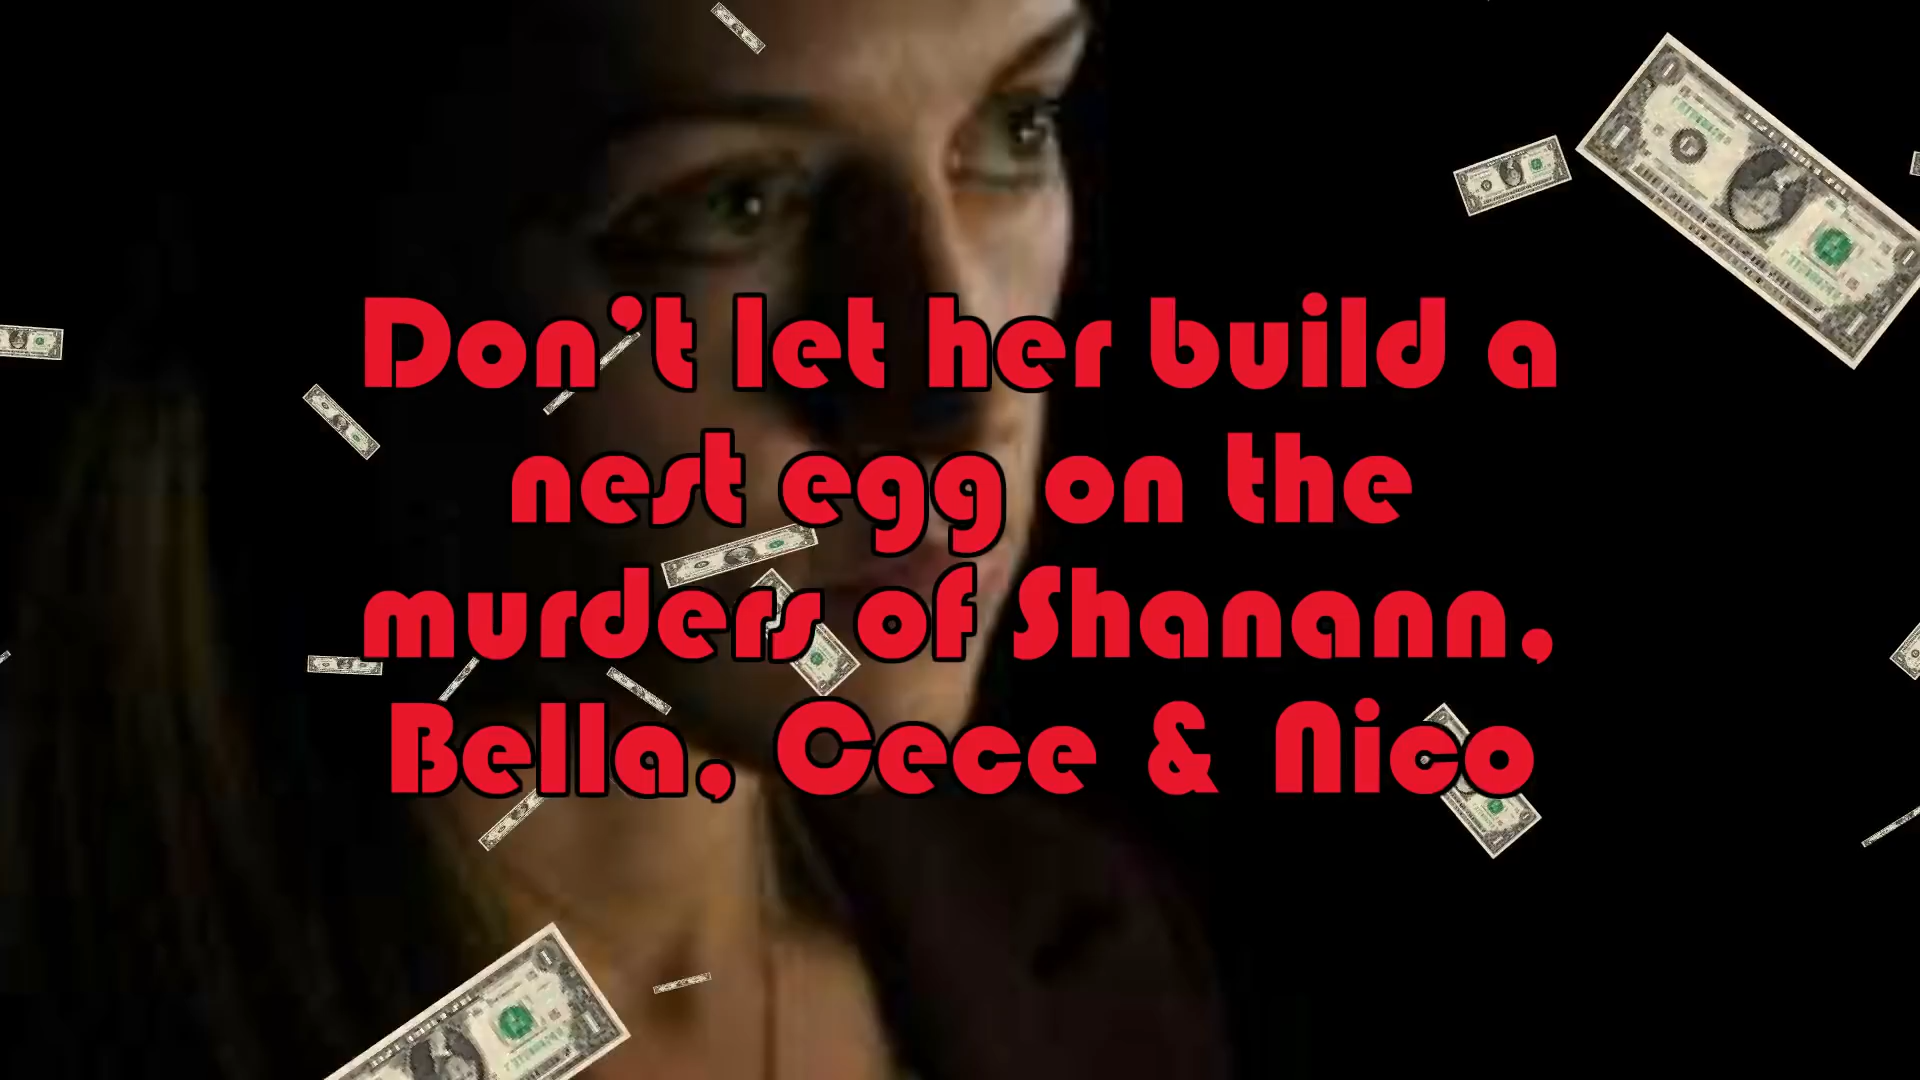 Don't let her build a
nest egg on the
murders of Shanann,
Bella, Cece & Nico